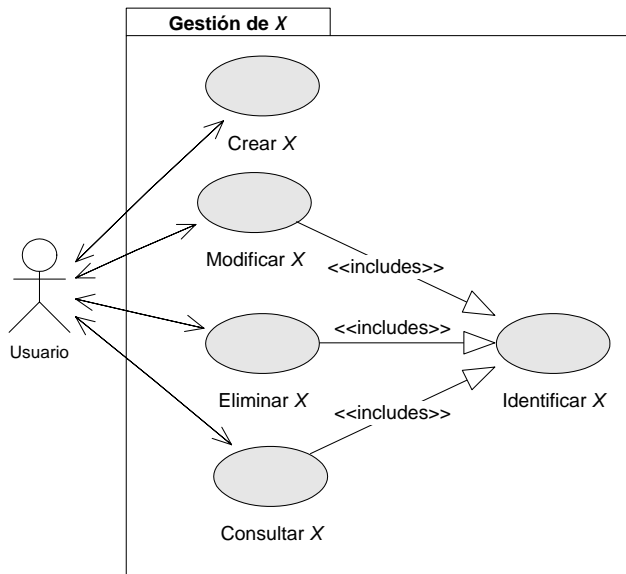 Gestión de X
Crear X
Modificar X
<<includes>>
Usuario
<<includes>>
Eliminar X
Identificar X
<<includes>>
Consultar X